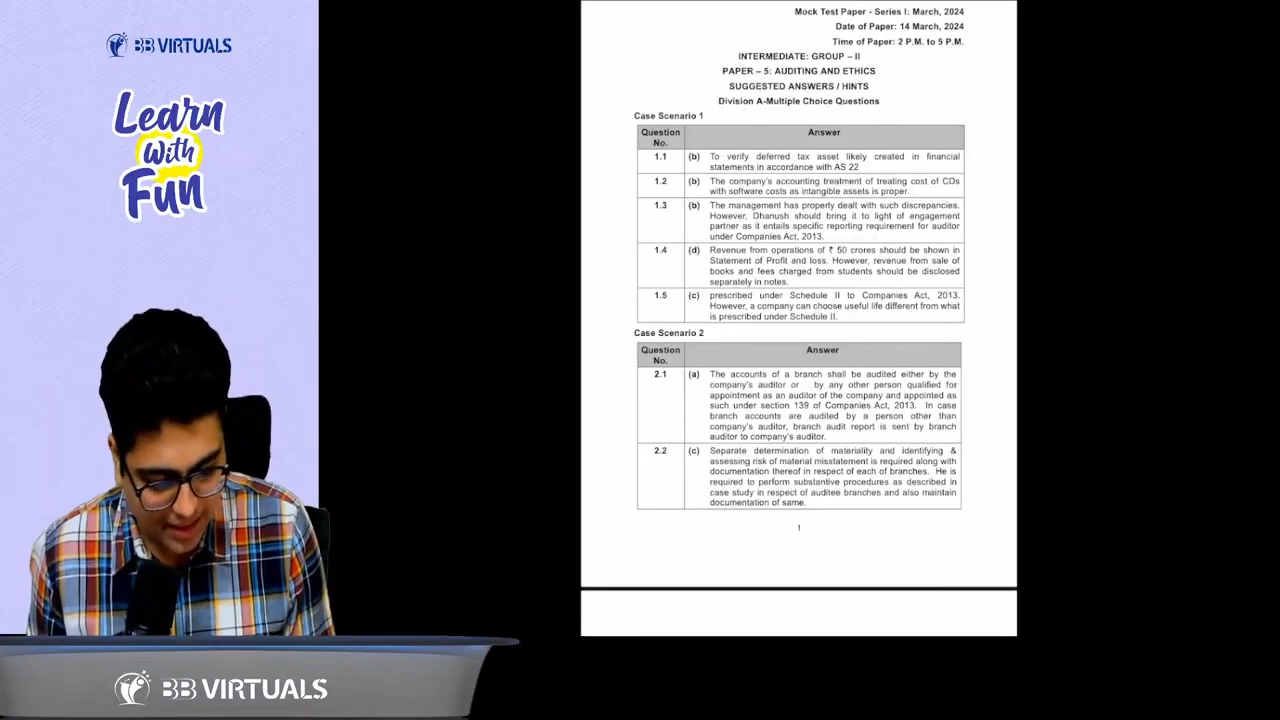 BB VIRTUALS
Learn
With
Fun
BB VIRTUALS
Mock Test Paper - Series I: March, 2024
Date of Paper: 14 March, 2024
Time of Paper: 2 P.M. to 5 P.M.
INTERMEDIATE: GROUP – II
PAPER – 5: AUDITING AND ETHICS
SUGGESTED ANSWERS / HINTS
Division A-Multiple Choice Questions
Case Scenario 1
Question No. Answer
1.1 (b) To verify deferred tax asset likely created in financial
statements in accordance with AS 22
1.2 (b) The company's accounting treatment of treating cost of CDs
with software costs as intangible assets is proper.
1.3 (b) The management has properly dealt with such discrepancies.
However, Dhanush should bring it to light of engagement
partner as it entails specific reporting requirement for auditor
under Companies Act, 2013.
1.4 (d) Revenue from operations of ₹ 50 crores should be shown in
Statement of Profit and loss. However, revenue from sale of
books and fees charged from students should be disclosed
separately in notes.
1.5 (c) prescribed under Schedule II to Companies Act, 2013.
However, a company can choose useful life different from what
is prescribed under Schedule II.
Case Scenario 2
Question No. Answer
2.1 (a) The accounts of a branch shall be audited either by the
company's auditor or by any other person qualified for
appointment as an auditor of the company and appointed as
such under section 139 of Companies Act, 2013. In case
branch accounts are audited by a person other than
company's auditor, branch audit report is sent by branch
auditor to company's auditor.
2.2 (c) Separate determination of materiality and identifying &
assessing risk of material misstatement is required along with
documentation thereof in respect of each of branches. He is
required to perform substantive procedures as described in
case study in respect of auditee branches and also maintain
documentation of same.
1